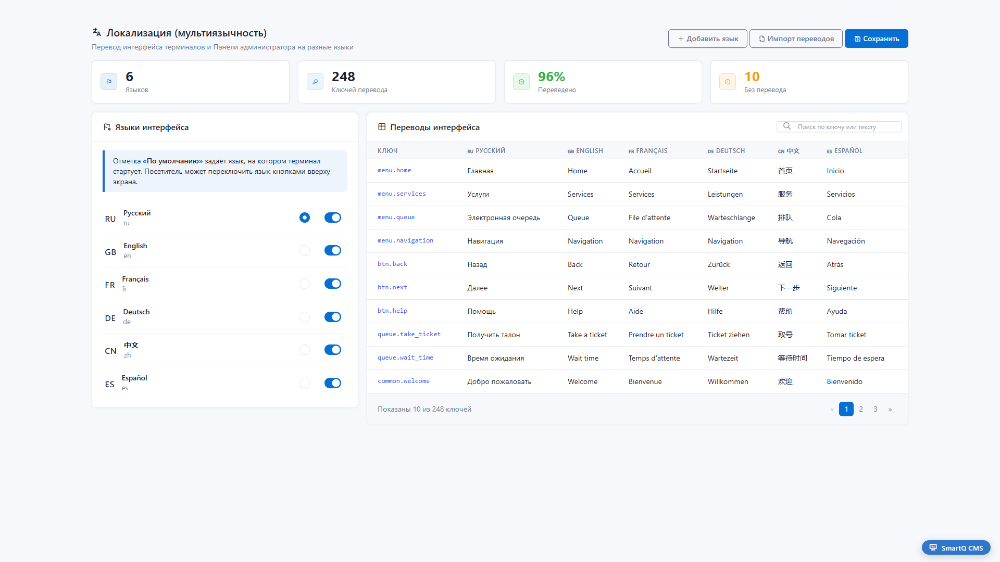 Локализация (мультиязычность)
Перевод интерфейса терминалов и Панели администратора на разные языки
+ Добавить язык
Импорт переводов
Сохранить
6
Языков
248
Ключей перевода
96%
Переведено
10
Без перевода
Языки интерфейса
Отметка «По умолчанию» задаёт язык, на котором терминал
стартует. Посетитель может переключить язык кнопками вверху
экрана.
RU Русский
ru
GB English
en
FR Français
fr
DE Deutsch
de
CN 中文
zh
ES Español
es
Переводы интерфейса
Поиск по ключу или тексту
КЛЮЧ RU РУССКИЙ GB ENGLISH FR FRANÇAIS DE DEUTSCH CN 中文 ES ESPAÑOL
menu.home Главная Home Accueil Startseite 首页 Inicio
menu.services Услуги Services Services Leistungen 服务 Servicios
menu.queue Электронная очередь Queue File d'attente Warteschlange 排队 Cola
menu.navigation Навигация Navigation Navigation Navigation 导航 Navegación
btn.back Назад Back Retour Zurück 返回 Atrás
btn.next Далее Next Suivant Weiter 下一步 Siguiente
btn.help Помощь Help Aide Hilfe 帮助 Ayuda
queue.take_ticket Получить талон Take a ticket Prendre un ticket Ticket ziehen 取号 Tomar ticket
queue.wait_time Время ожидания Wait time Temps d'attente Wartezeit 等待时间 Tiempo de espera
common.welcome Добро пожаловать Welcome Bienvenue Willkommen 欢迎 Bienvenido
Показаны 10 из 248 ключей
« 1 2 3 »
SmartQ CMS